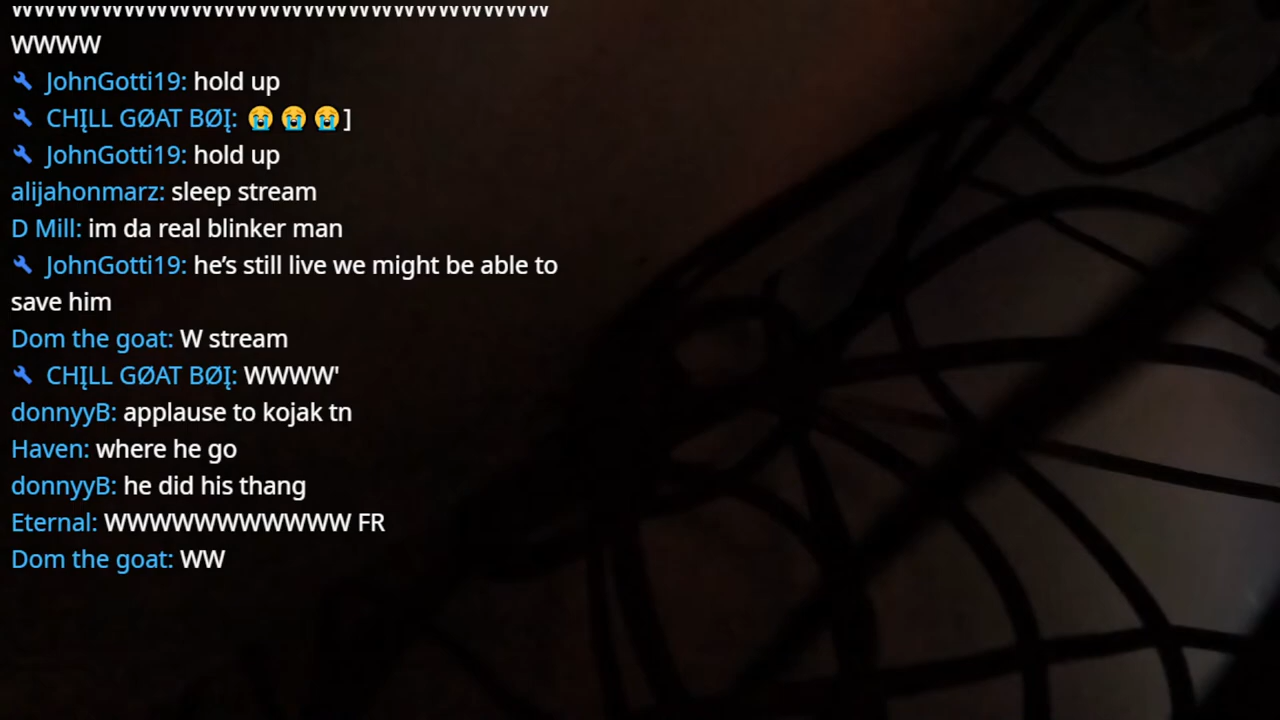 WWWW
JohnGotti19: hold up
CHĮLL GØAT BØĮ: 😭 😭 😭 ]
JohnGotti19: hold up
alijahonmarz: sleep stream
D Mill: im da real blinker man
JohnGotti19: he’s still live we might be able to
save him
Dom the goat: W stream
CHĮLL GØAT BØĮ: WWWW'
donnyyB: applause to kojak tn
Haven: where he go
donnyyB: he did his thang
Eternal: WWWWWWWWWWW FR
Dom the goat: WW